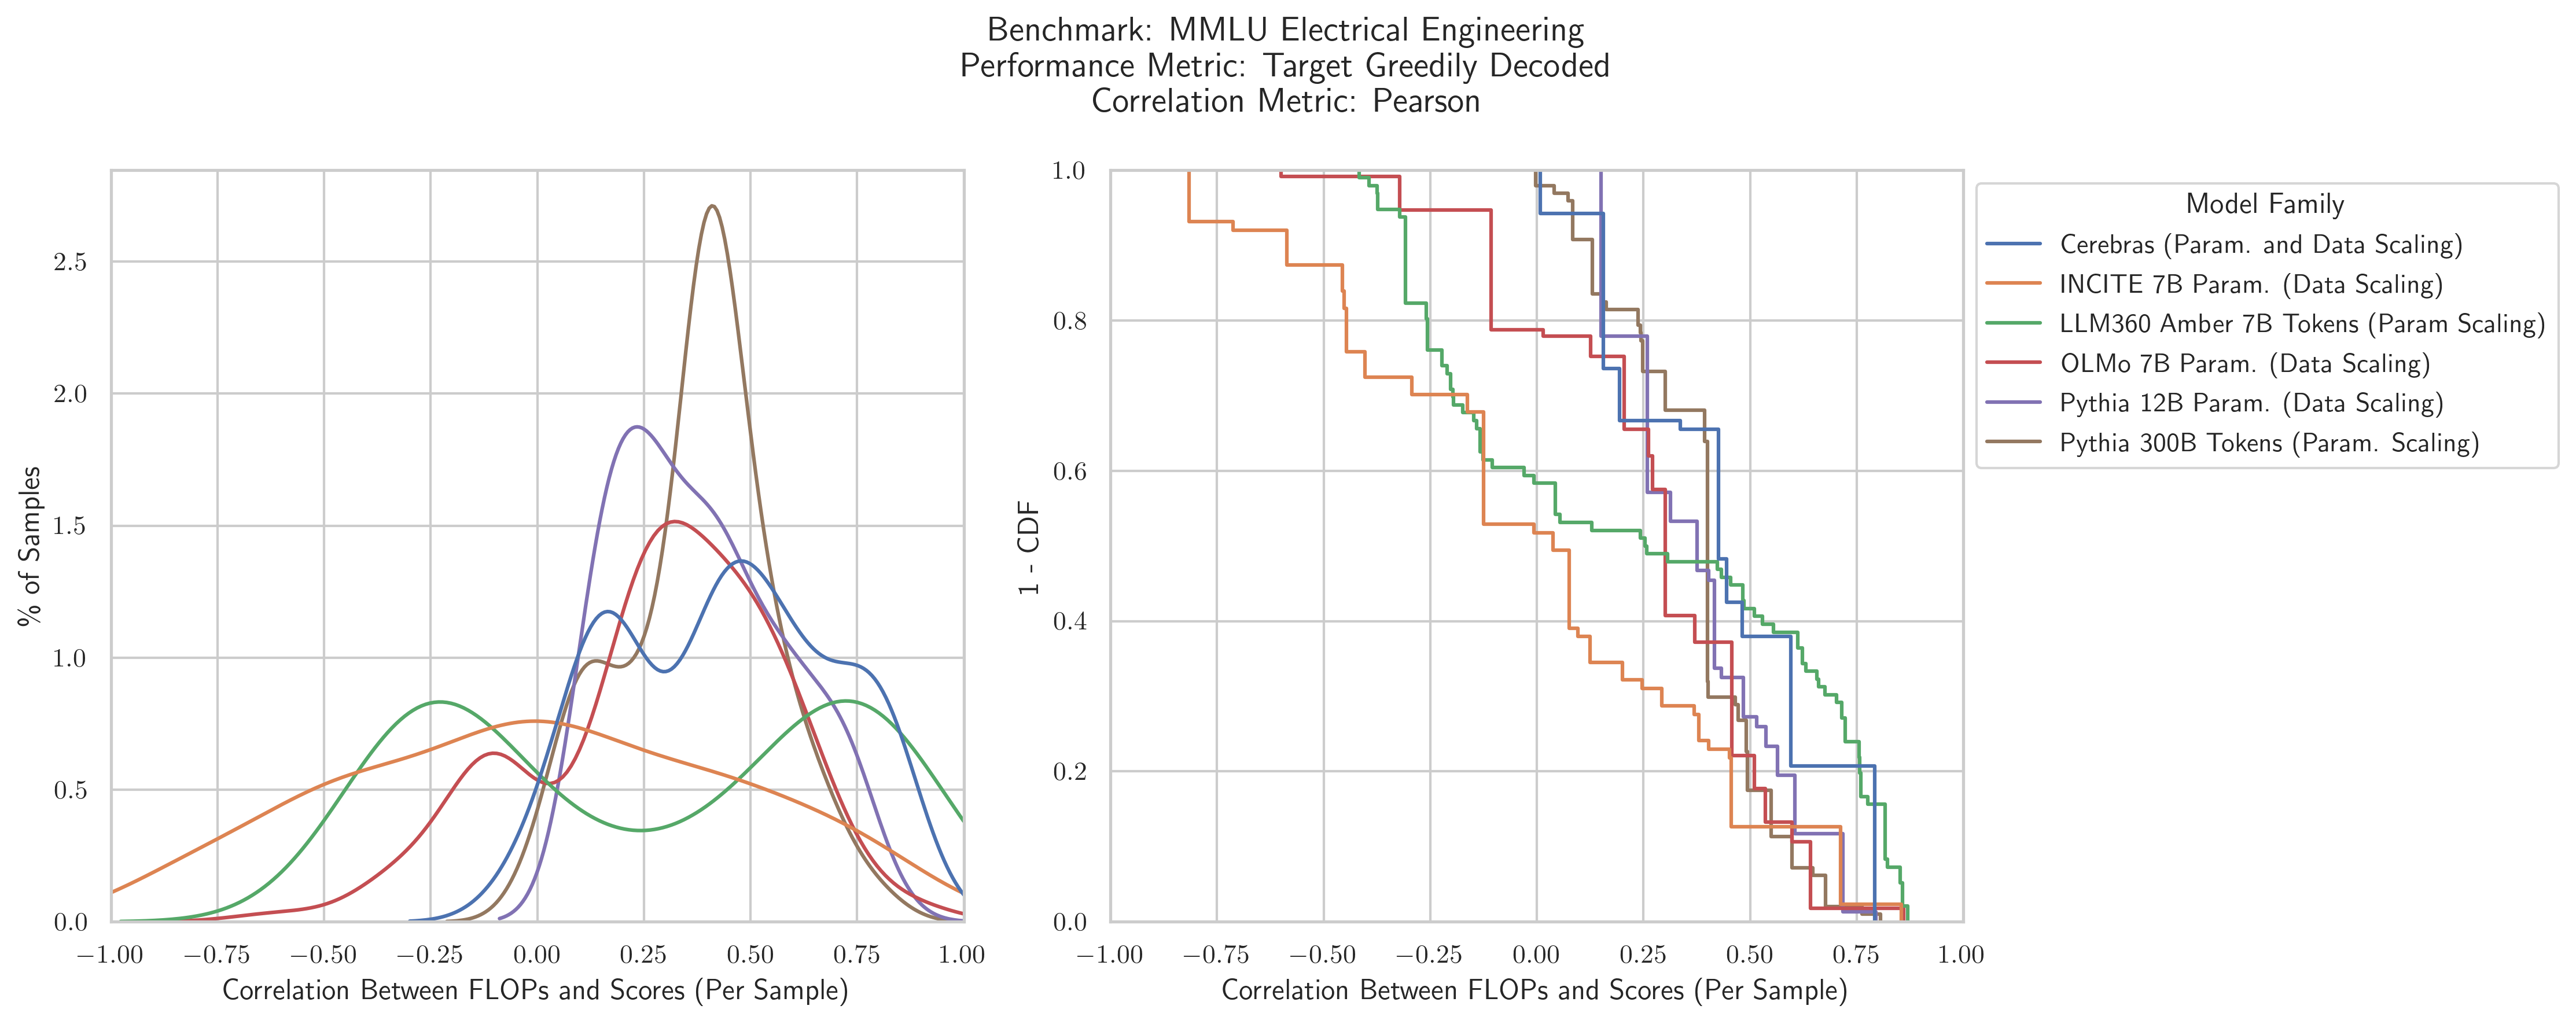 Benchmark: MMLU Electrical Engineering
Performance Metric: Target Greedily Decoded
Correlation Metric: Pearson
% of Samples
2.5
2.0
1.5
1.0
0.5
0.0
−1.00 −0.75 −0.50 −0.25 0.00 0.25 0.50 0.75 1.00
Correlation Between FLOPs and Scores (Per Sample)
1 - CDF
1.0
0.8
0.6
0.4
0.2
0.0
−1.00 −0.75 −0.50 −0.25 0.00 0.25 0.50 0.75 1.00
Correlation Between FLOPs and Scores (Per Sample)
Model Family
Cerebras (Param. and Data Scaling)
INCITE 7B Param. (Data Scaling)
LLM360 Amber 7B Tokens (Param Scaling)
OLMo 7B Param. (Data Scaling)
Pythia 12B Param. (Data Scaling)
Pythia 300B Tokens (Param. Scaling)